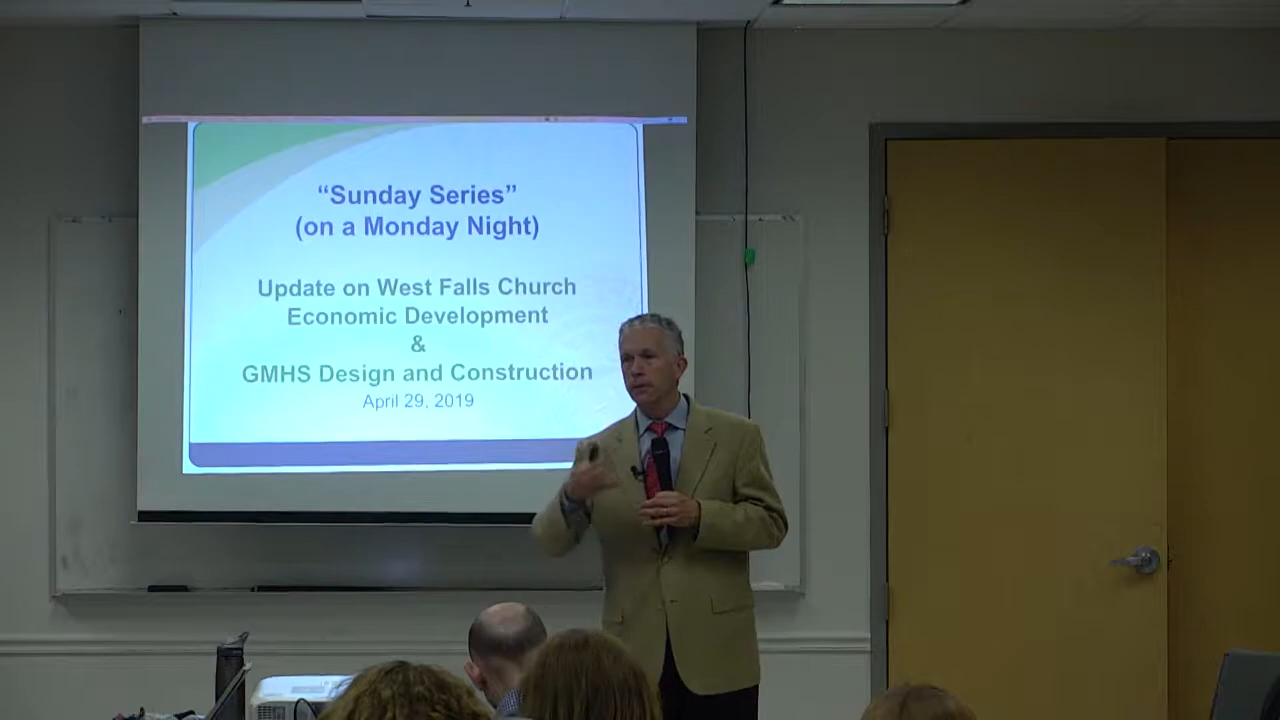 “Sunday Series”
(on a Monday Night)
Update on West Falls Church
Economic Development
&
GMHS Design and Construction
April 29, 2019